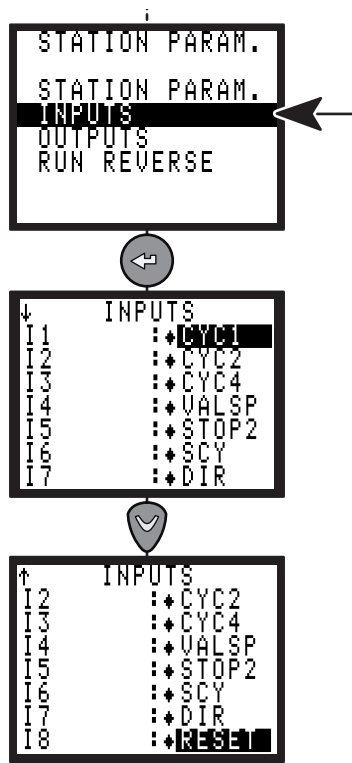 STATION PARAM.
STATION PARAM.
INPUTS
OUTPUTS
RUN REVERSE
↓ INPUTS
I1 :♦CYC1
I2 :♦CYC2
I3 :♦CYC4
I4 :♦VALSP
I5 :♦STOP2
I6 :♦SCY
I7 :♦DIR
↑ INPUTS
I2 :♦CYC2
I3 :♦CYC4
I4 :♦VALSP
I5 :♦STOP2
I6 :♦SCY
I7 :♦DIR
I8 :♦RESET